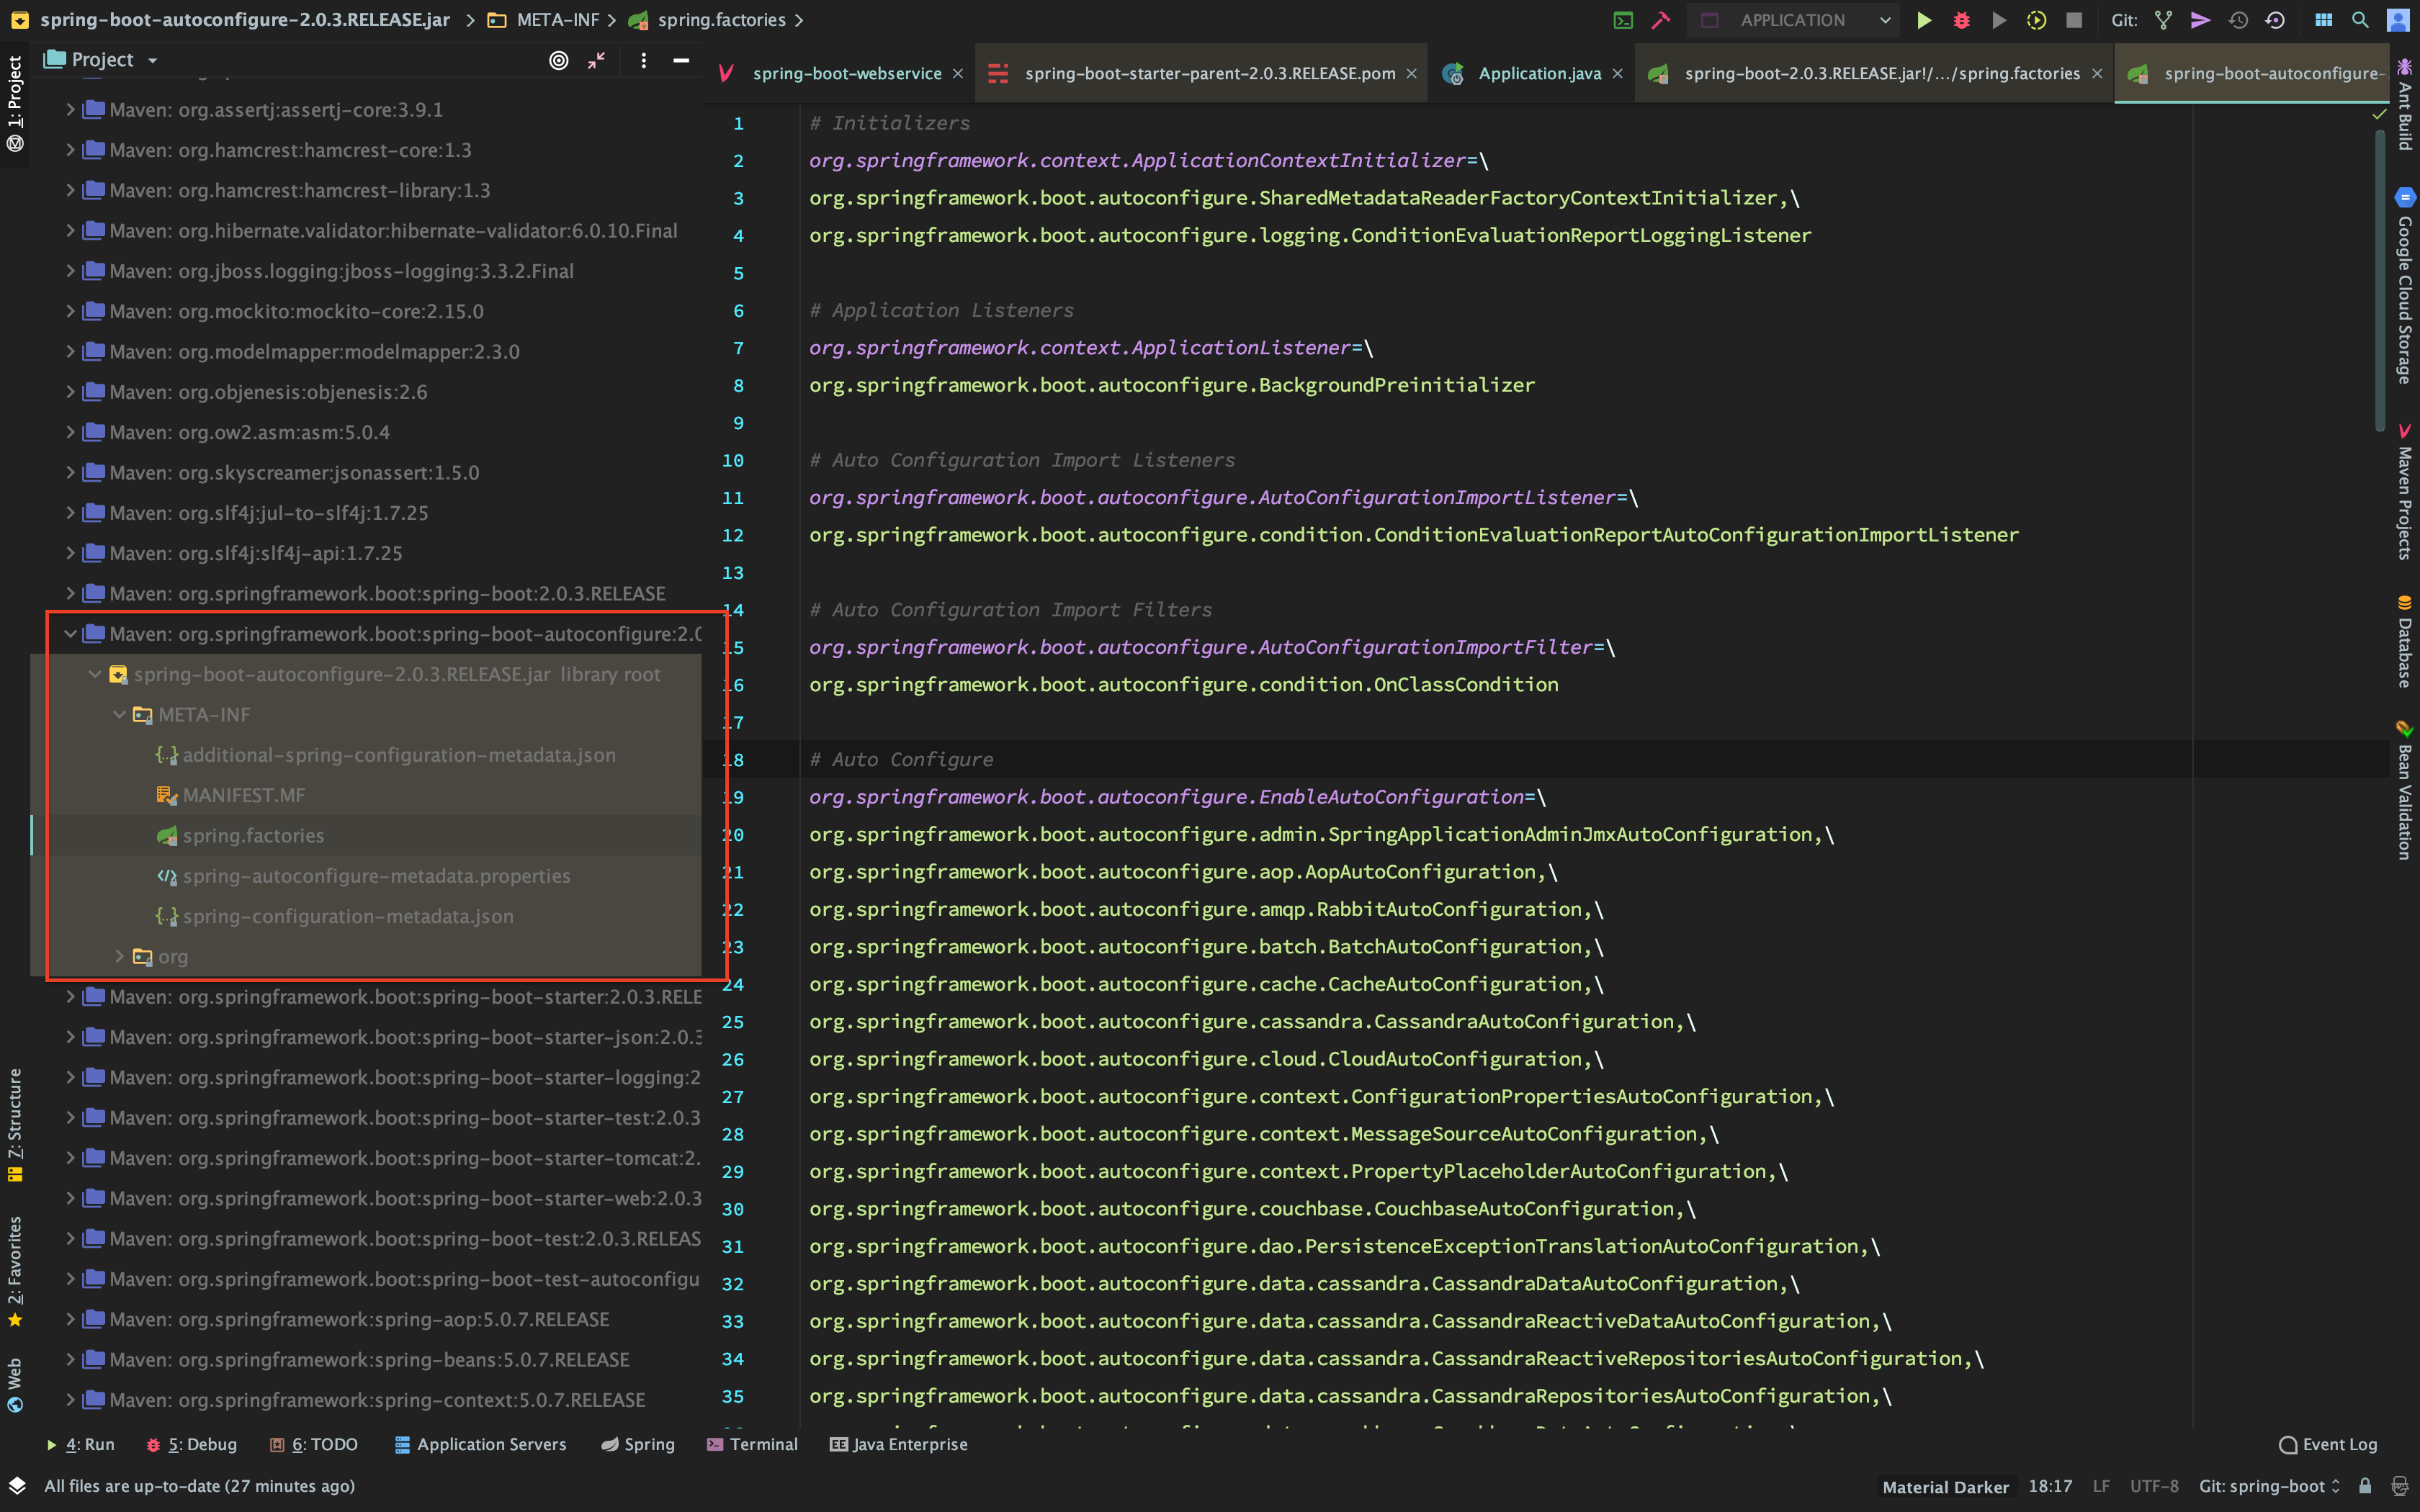 spring-boot-autoconfigure-2.0.3.RELEASE.jar
META-INF
spring.factories
APPLICATION
Git:
1: Project
Project
Maven: org.assertj:assertj-core:3.9.1
Maven: org.hamcrest:hamcrest-core:1.3
Maven: org.hamcrest:hamcrest-library:1.3
Maven: org.hibernate.validator:hibernate-validator:6.0.10.Final
Maven: org.jboss.logging:jboss-logging:3.3.2.Final
Maven: org.mockito:mockito-core:2.15.0
Maven: org.modelmapper:modelmapper:2.3.0
Maven: org.objenesis:objenesis:2.6
Maven: org.ow2.asm:asm:5.0.4
Maven: org.skyscreamer:jsonassert:1.5.0
Maven: org.slf4j:jul-to-slf4j:1.7.25
Maven: org.slf4j:slf4j-api:1.7.25
Maven: org.springframework.boot:spring-boot:2.0.3.RELEASE
Maven: org.springframework.boot:spring-boot-autoconfigure:2.0
spring-boot-autoconfigure-2.0.3.RELEASE.jar library root
META-INF
additional-spring-configuration-metadata.json
MANIFEST.MF
spring.factories
spring-autoconfigure-metadata.properties
spring-configuration-metadata.json
org
Maven: org.springframework.boot:spring-boot-starter:2.0.3.RELE
Maven: org.springframework.boot:spring-boot-starter-json:2.0.3
Maven: org.springframework.boot:spring-boot-starter-logging:2
Maven: org.springframework.boot:spring-boot-starter-test:2.0.3
Maven: org.springframework.boot:spring-boot-starter-tomcat:2.
Maven: org.springframework.boot:spring-boot-starter-web:2.0.3
Maven: org.springframework.boot:spring-boot-test:2.0.3.RELEAS
Maven: org.springframework.boot:spring-boot-test-autoconfigu
Maven: org.springframework:spring-aop:5.0.7.RELEASE
Maven: org.springframework:spring-beans:5.0.7.RELEASE
Maven: org.springframework:spring-context:5.0.7.RELEASE
7: Structure
2: Favorites
Web
spring-boot-webservice
spring-boot-starter-parent-2.0.3.RELEASE.pom
Application.java
spring-boot-2.0.3.RELEASE.jar!/.../spring.factories
spring-boot-autoconfigure-
1 # Initializers
2 org.springframework.context.ApplicationContextInitializer=\
3 org.springframework.boot.autoconfigure.SharedMetadataReaderFactoryContextInitializer,\
4 org.springframework.boot.autoconfigure.logging.ConditionEvaluationReportLoggingListener
5
6 # Application Listeners
7 org.springframework.context.ApplicationListener=\
8 org.springframework.boot.autoconfigure.BackgroundPreinitializer
9
10 # Auto Configuration Import Listeners
11 org.springframework.boot.autoconfigure.AutoConfigurationImportListener=\
12 org.springframework.boot.autoconfigure.condition.ConditionEvaluationReportAutoConfigurationImportListener
13
14 # Auto Configuration Import Filters
15 org.springframework.boot.autoconfigure.AutoConfigurationImportFilter=\
16 org.springframework.boot.autoconfigure.condition.OnClassCondition
17
18 # Auto Configure
19 org.springframework.boot.autoconfigure.EnableAutoConfiguration=\
20 org.springframework.boot.autoconfigure.admin.SpringApplicationAdminJmxAutoConfiguration,\
21 org.springframework.boot.autoconfigure.aop.AopAutoConfiguration,\
22 org.springframework.boot.autoconfigure.amqp.RabbitAutoConfiguration,\
23 org.springframework.boot.autoconfigure.batch.BatchAutoConfiguration,\
24 org.springframework.boot.autoconfigure.cache.CacheAutoConfiguration,\
25 org.springframework.boot.autoconfigure.cassandra.CassandraAutoConfiguration,\
26 org.springframework.boot.autoconfigure.cloud.CloudAutoConfiguration,\
27 org.springframework.boot.autoconfigure.context.ConfigurationPropertiesAutoConfiguration,\
28 org.springframework.boot.autoconfigure.context.MessageSourceAutoConfiguration,\
29 org.springframework.boot.autoconfigure.context.PropertyPlaceholderAutoConfiguration,\
30 org.springframework.boot.autoconfigure.couchbase.CouchbaseAutoConfiguration,\
31 org.springframework.boot.autoconfigure.dao.PersistenceExceptionTranslationAutoConfiguration,\
32 org.springframework.boot.autoconfigure.data.cassandra.CassandraDataAutoConfiguration,\
33 org.springframework.boot.autoconfigure.data.cassandra.CassandraReactiveDataAutoConfiguration,\
34 org.springframework.boot.autoconfigure.data.cassandra.CassandraReactiveRepositoriesAutoConfiguration,\
35 org.springframework.boot.autoconfigure.data.cassandra.CassandraRepositoriesAutoConfiguration,\
Ant Build
Google Cloud Storage
Maven Projects
Database
Bean Validation
4: Run
5: Debug
6: TODO
Application Servers
Spring
Terminal
EE Java Enterprise
Event Log
All files are up-to-date (27 minutes ago)
Material Darker
18:17
LF
UTF-8
Git: spring-boot